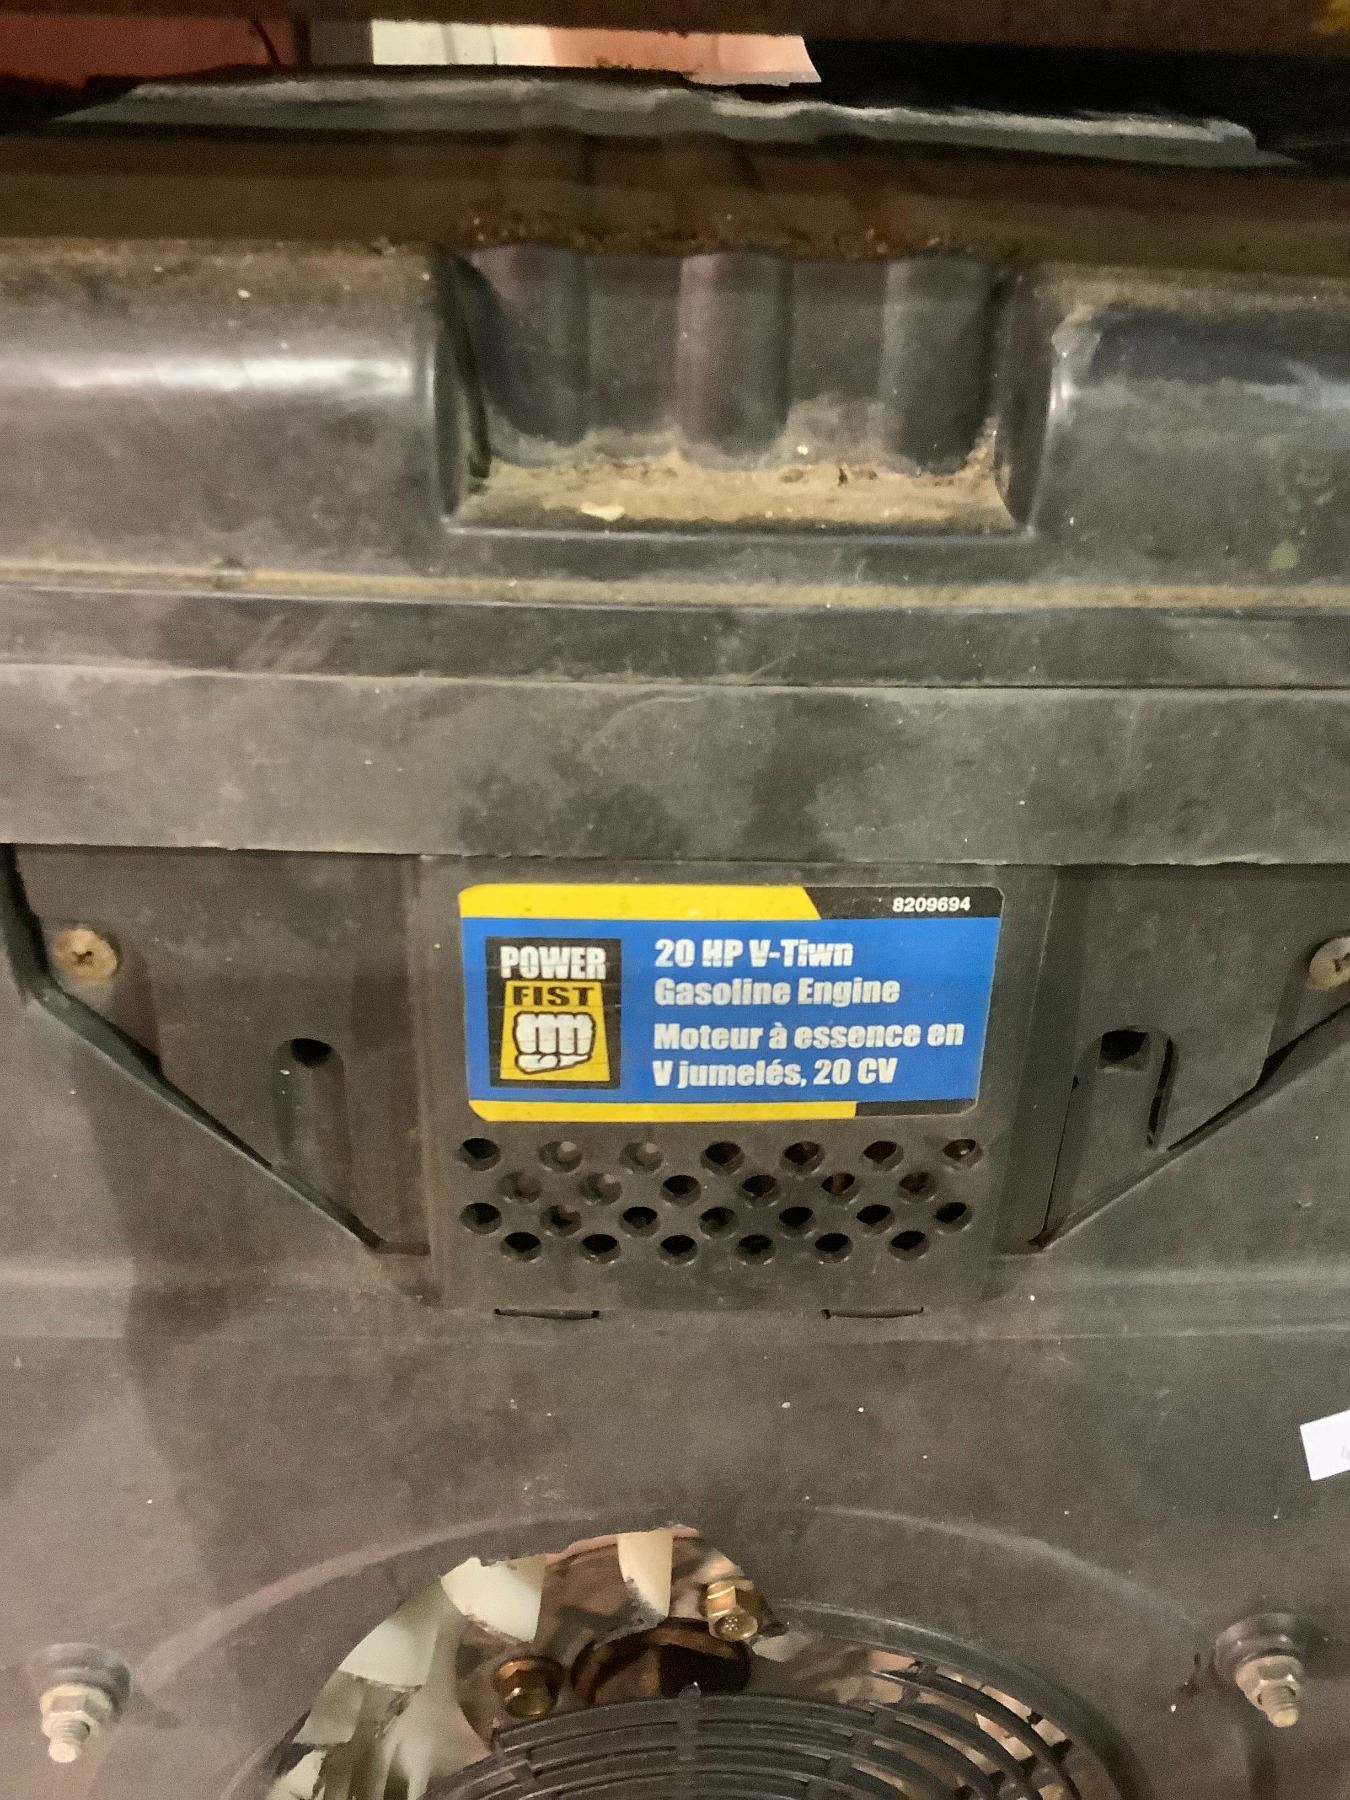 8209694
POWER
FIST
20 HP V-Tiwn
Gasoline Engine
Moteur à essence en
V jumelés, 20 CV